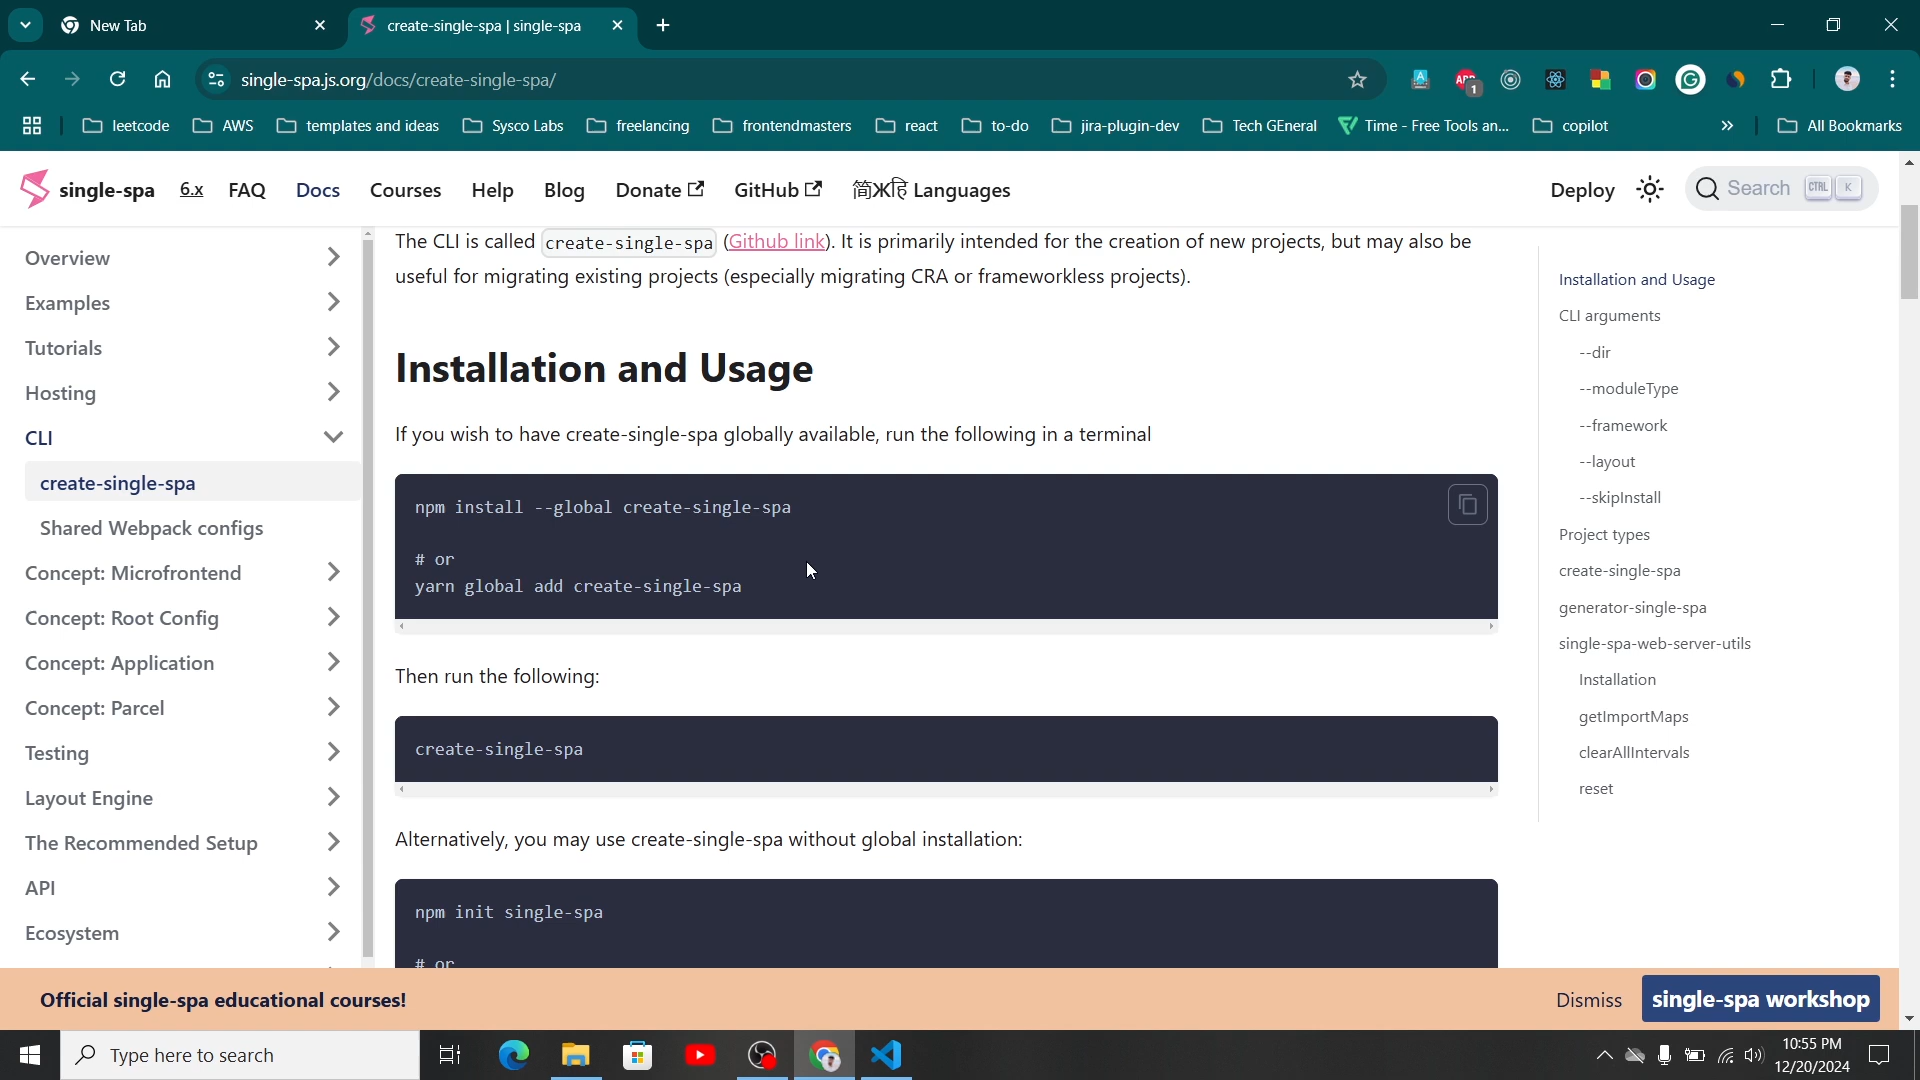 New Tab
create-single-spa | single-spa
single-spa.js.org/docs/create-single-spa/
1
leetcode
AWS
templates and ideas
Sysco Labs
freelancing
frontendmasters
react
to-do
jira-plugin-dev
Tech GEneral
Time - Free Tools an...
copilot
All Bookmarks
single-spa
6.x
FAQ
Docs
Courses
Help
Blog
Donate
GitHub
简Жहि Languages
Deploy
Search
CTRL
K
Overview
Examples
Tutorials
Hosting
CLI
create-single-spa
Shared Webpack configs
Concept: Microfrontend
Concept: Root Config
Concept: Application
Concept: Parcel
Testing
Layout Engine
The Recommended Setup
API
Ecosystem
The CLI is called create-single-spa (Github link). It is primarily intended for the creation of new projects, but may also be
useful for migrating existing projects (especially migrating CRA or frameworkless projects).
Installation and Usage
If you wish to have create-single-spa globally available, run the following in a terminal
npm install --global create-single-spa
# or
yarn global add create-single-spa
Then run the following:
create-single-spa
Alternatively, you may use create-single-spa without global installation:
npm init single-spa
# or
Installation and Usage
CLI arguments
--dir
--moduleType
--framework
--layout
--skipInstall
Project types
create-single-spa
generator-single-spa
single-spa-web-server-utils
Installation
getImportMaps
clearAllIntervals
reset
Official single-spa educational courses!
Dismiss
single-spa workshop
Type here to search
10:55 PM
12/20/2024